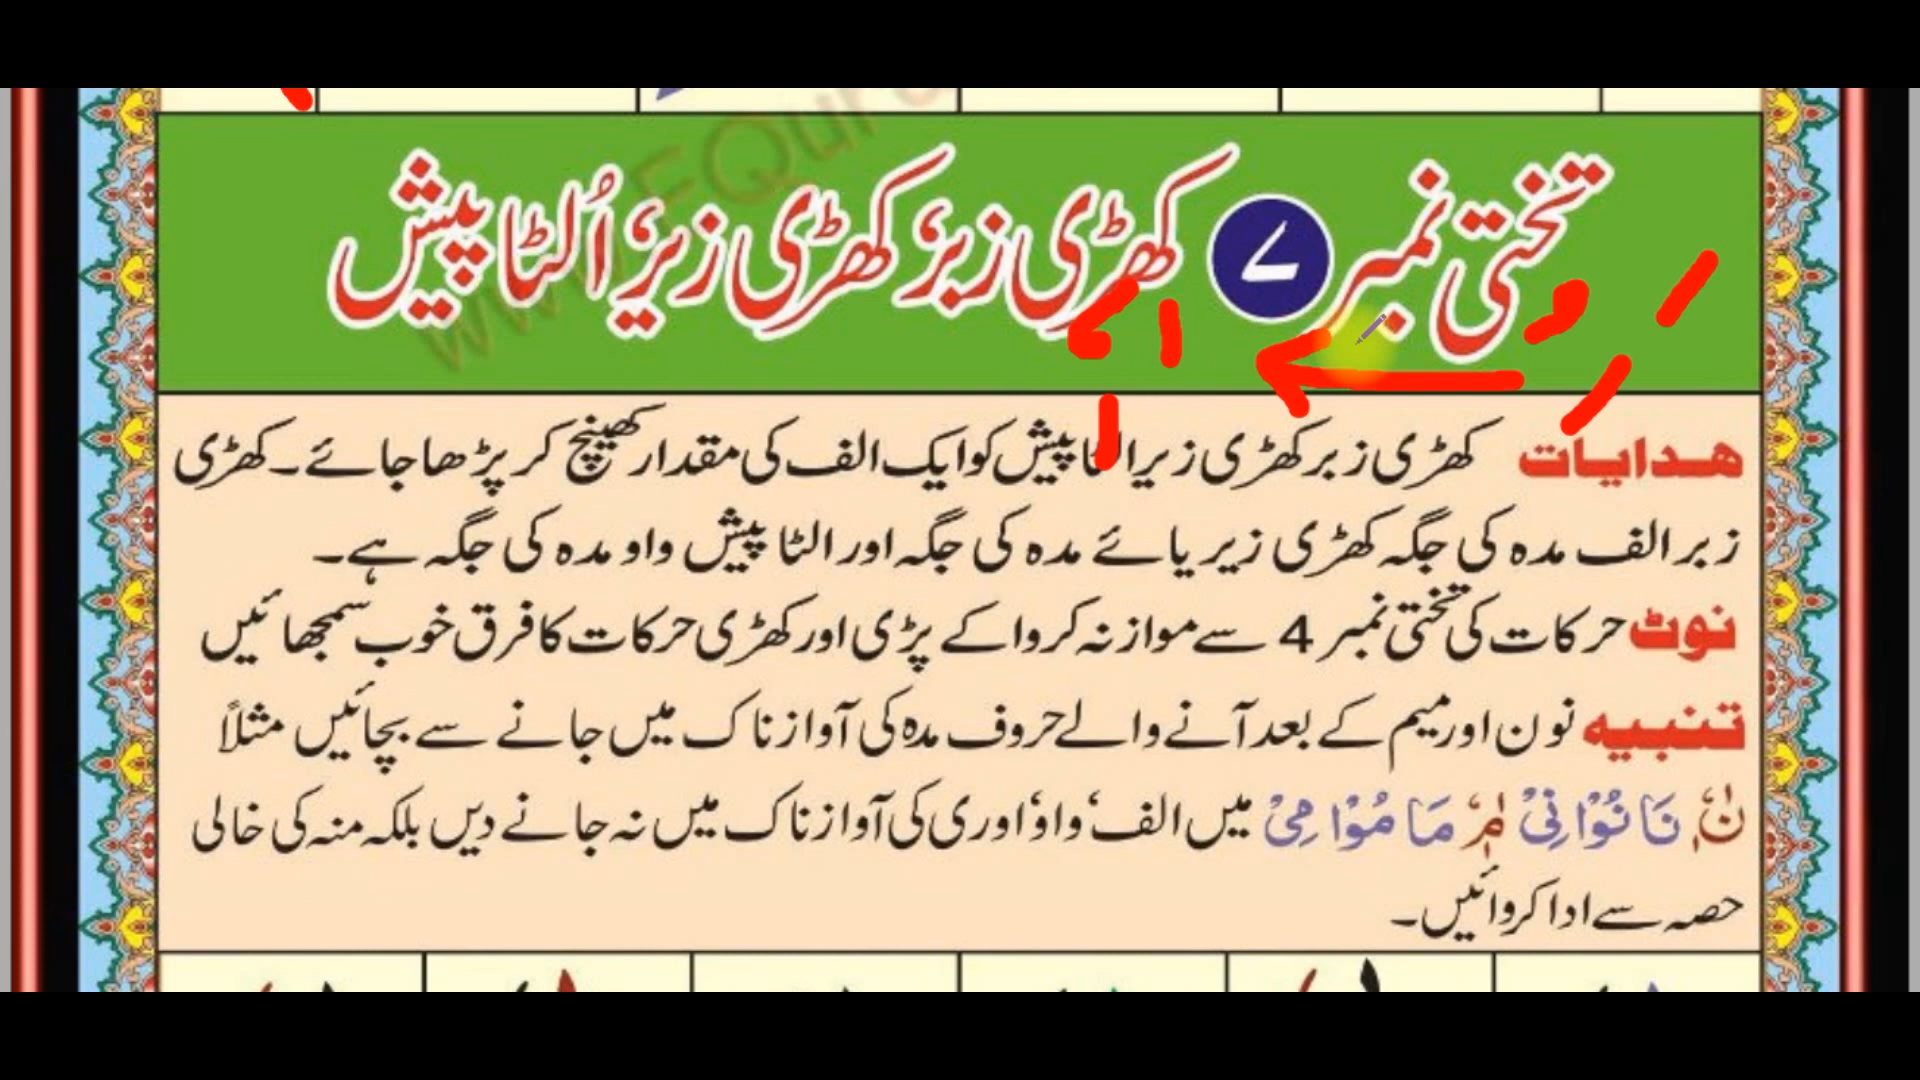 تختی نمبر ۷ کھڑی زبر، کھڑی زیر، اُلٹا پیش
ھدایات کھڑی زبر کھڑی زیر الٹا پیش کو ایک الف کی مقدار کھینچ کر پڑھا جائے۔ کھڑی
زبر الف مدہ کی جگہ کھڑی زیر یائے مدہ کی جگہ اور الٹا پیش واو مدہ کی جگہ ہے۔
نوٹ حرکات کی تختی نمبر 4 سے موازنہ کروا کے پڑی اور کھڑی حرکات کا فرق خوب سمجھائیں
تنبیہ نون اور میم کے بعد آنے والے حروف مدہ کی آواز ناک میں جانے سے بچائیں مثلاً
نَا نُوْا نِیْ مَا مُوْا مِیْ میں الف، واو، اور ی کی آواز ناک میں نہ جانے دیں بلکہ منہ کی خالی
حصہ سے ادا کروائیں۔